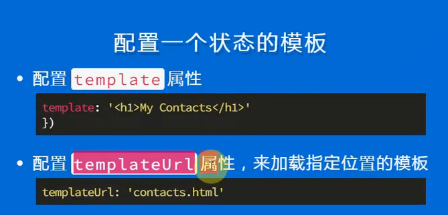 配置一个状态的模板
• 配置 template 属性
template: '<h1>My Contacts</h1>'
})
• 配置 templateUrl 属性，来加载指定位置的模板
templateUrl: 'contacts.html'